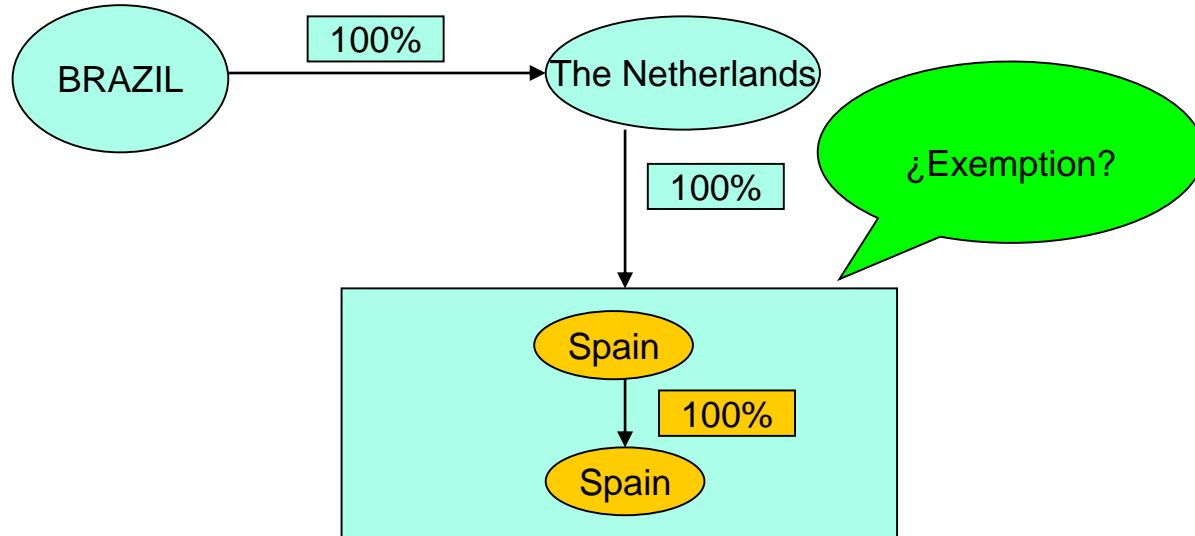 BRAZIL
100%
The Netherlands
100%
¿Exemption?
Spain
100%
Spain